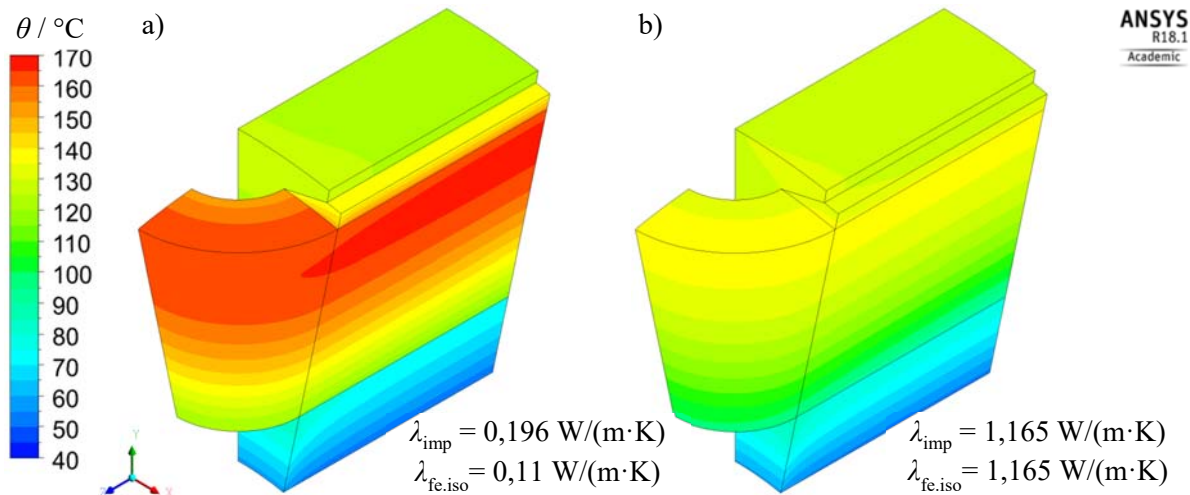 θ / °C
a)
b)
ANSYS
R18.1
Academic
170
160
150
140
130
120
110
100
90
80
70
60
50
40
Y
Z
X
λimp = 0,196 W/(m·K)
λfe.iso= 0,11 W/(m·K)
λimp = 1,165 W/(m·K)
λfe.iso= 1,165 W/(m·K)